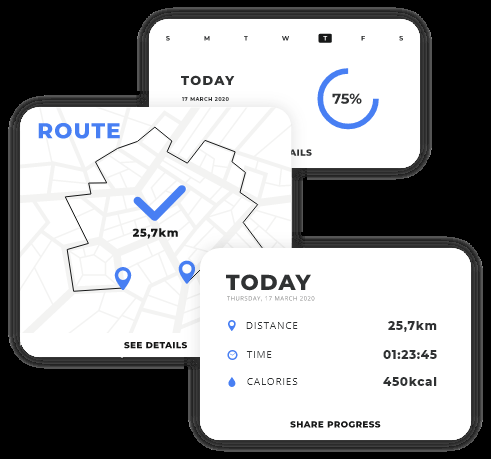 S M T W T F S
TODAY
17 MARCH 2020
75%
AILS
ROUTE
25,7km
SEE DETAILS
TODAY
THURSDAY, 17 MARCH 2020
DISTANCE 25,7km
TIME 01:23:45
CALORIES 450kcal
SHARE PROGRESS